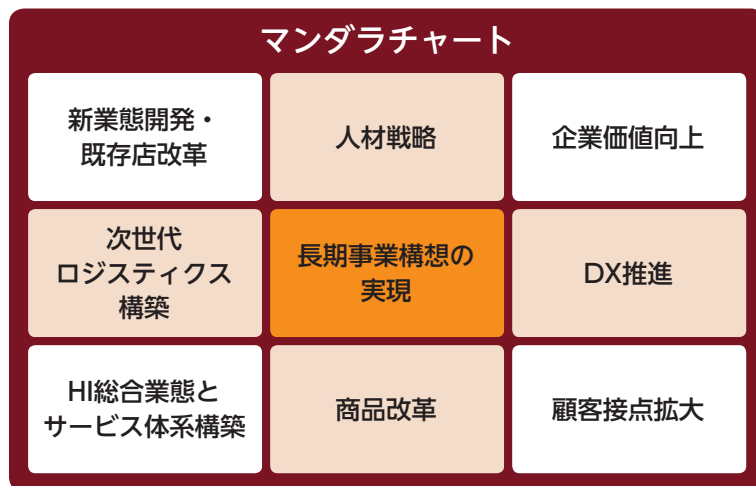 マンダラチャート
新業態開発・
既存店改革
人材戦略
企業価値向上
次世代
ロジスティクス
構築
長期事業構想の
実現
DX推進
HI総合業態と
サービス体系構築
商品改革
顧客接点拡大